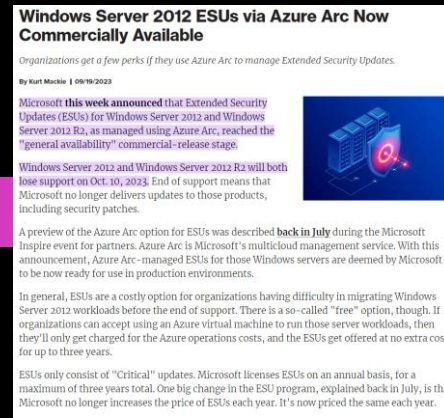 Windows Server 2012 ESUs via Azure Arc Now
Commercially Available
Organizations get a few perks if they use Azure Arc to manage Extended Security Updates.
By Kurt Mackie | 09/19/2023
Microsoft this week announced that Extended Security
Updates (ESUs) for Windows Server 2012 and Windows
Server 2012 R2, as managed using Azure Arc, reached the
"general availability" commercial-release stage.
Windows Server 2012 and Windows Server 2012 R2 will both
lose support on Oct. 10, 2023. End of support means that
Microsoft no longer delivers updates to those products,
including security patches.
A preview of the Azure Arc option for ESUs was described back in July during the Microsoft
Inspire event for partners. Azure Arc is Microsoft's multicloud management service. With this
announcement, Azure Arc-managed ESUs for those Windows servers are deemed by Microsoft
to be now ready for use in production environments.
In general, ESUs are a costly option for organizations having difficulty in migrating Windows
Server 2012 workloads before the end of support. There is a so-called "free" option, though. If
organizations can accept using an Azure virtual machine to run those server workloads, then
they'll only get charged for the Azure operations costs, and the ESUs get offered at no extra cos
for up to three years.
ESUs only consist of "Critical" updates. Microsoft licenses ESUs on an annual basis, for a
maximum of three years total. One big change in the ESU program, explained back in July, is th
Microsoft no longer increases the price of ESUs each year. It's now priced the same each year.